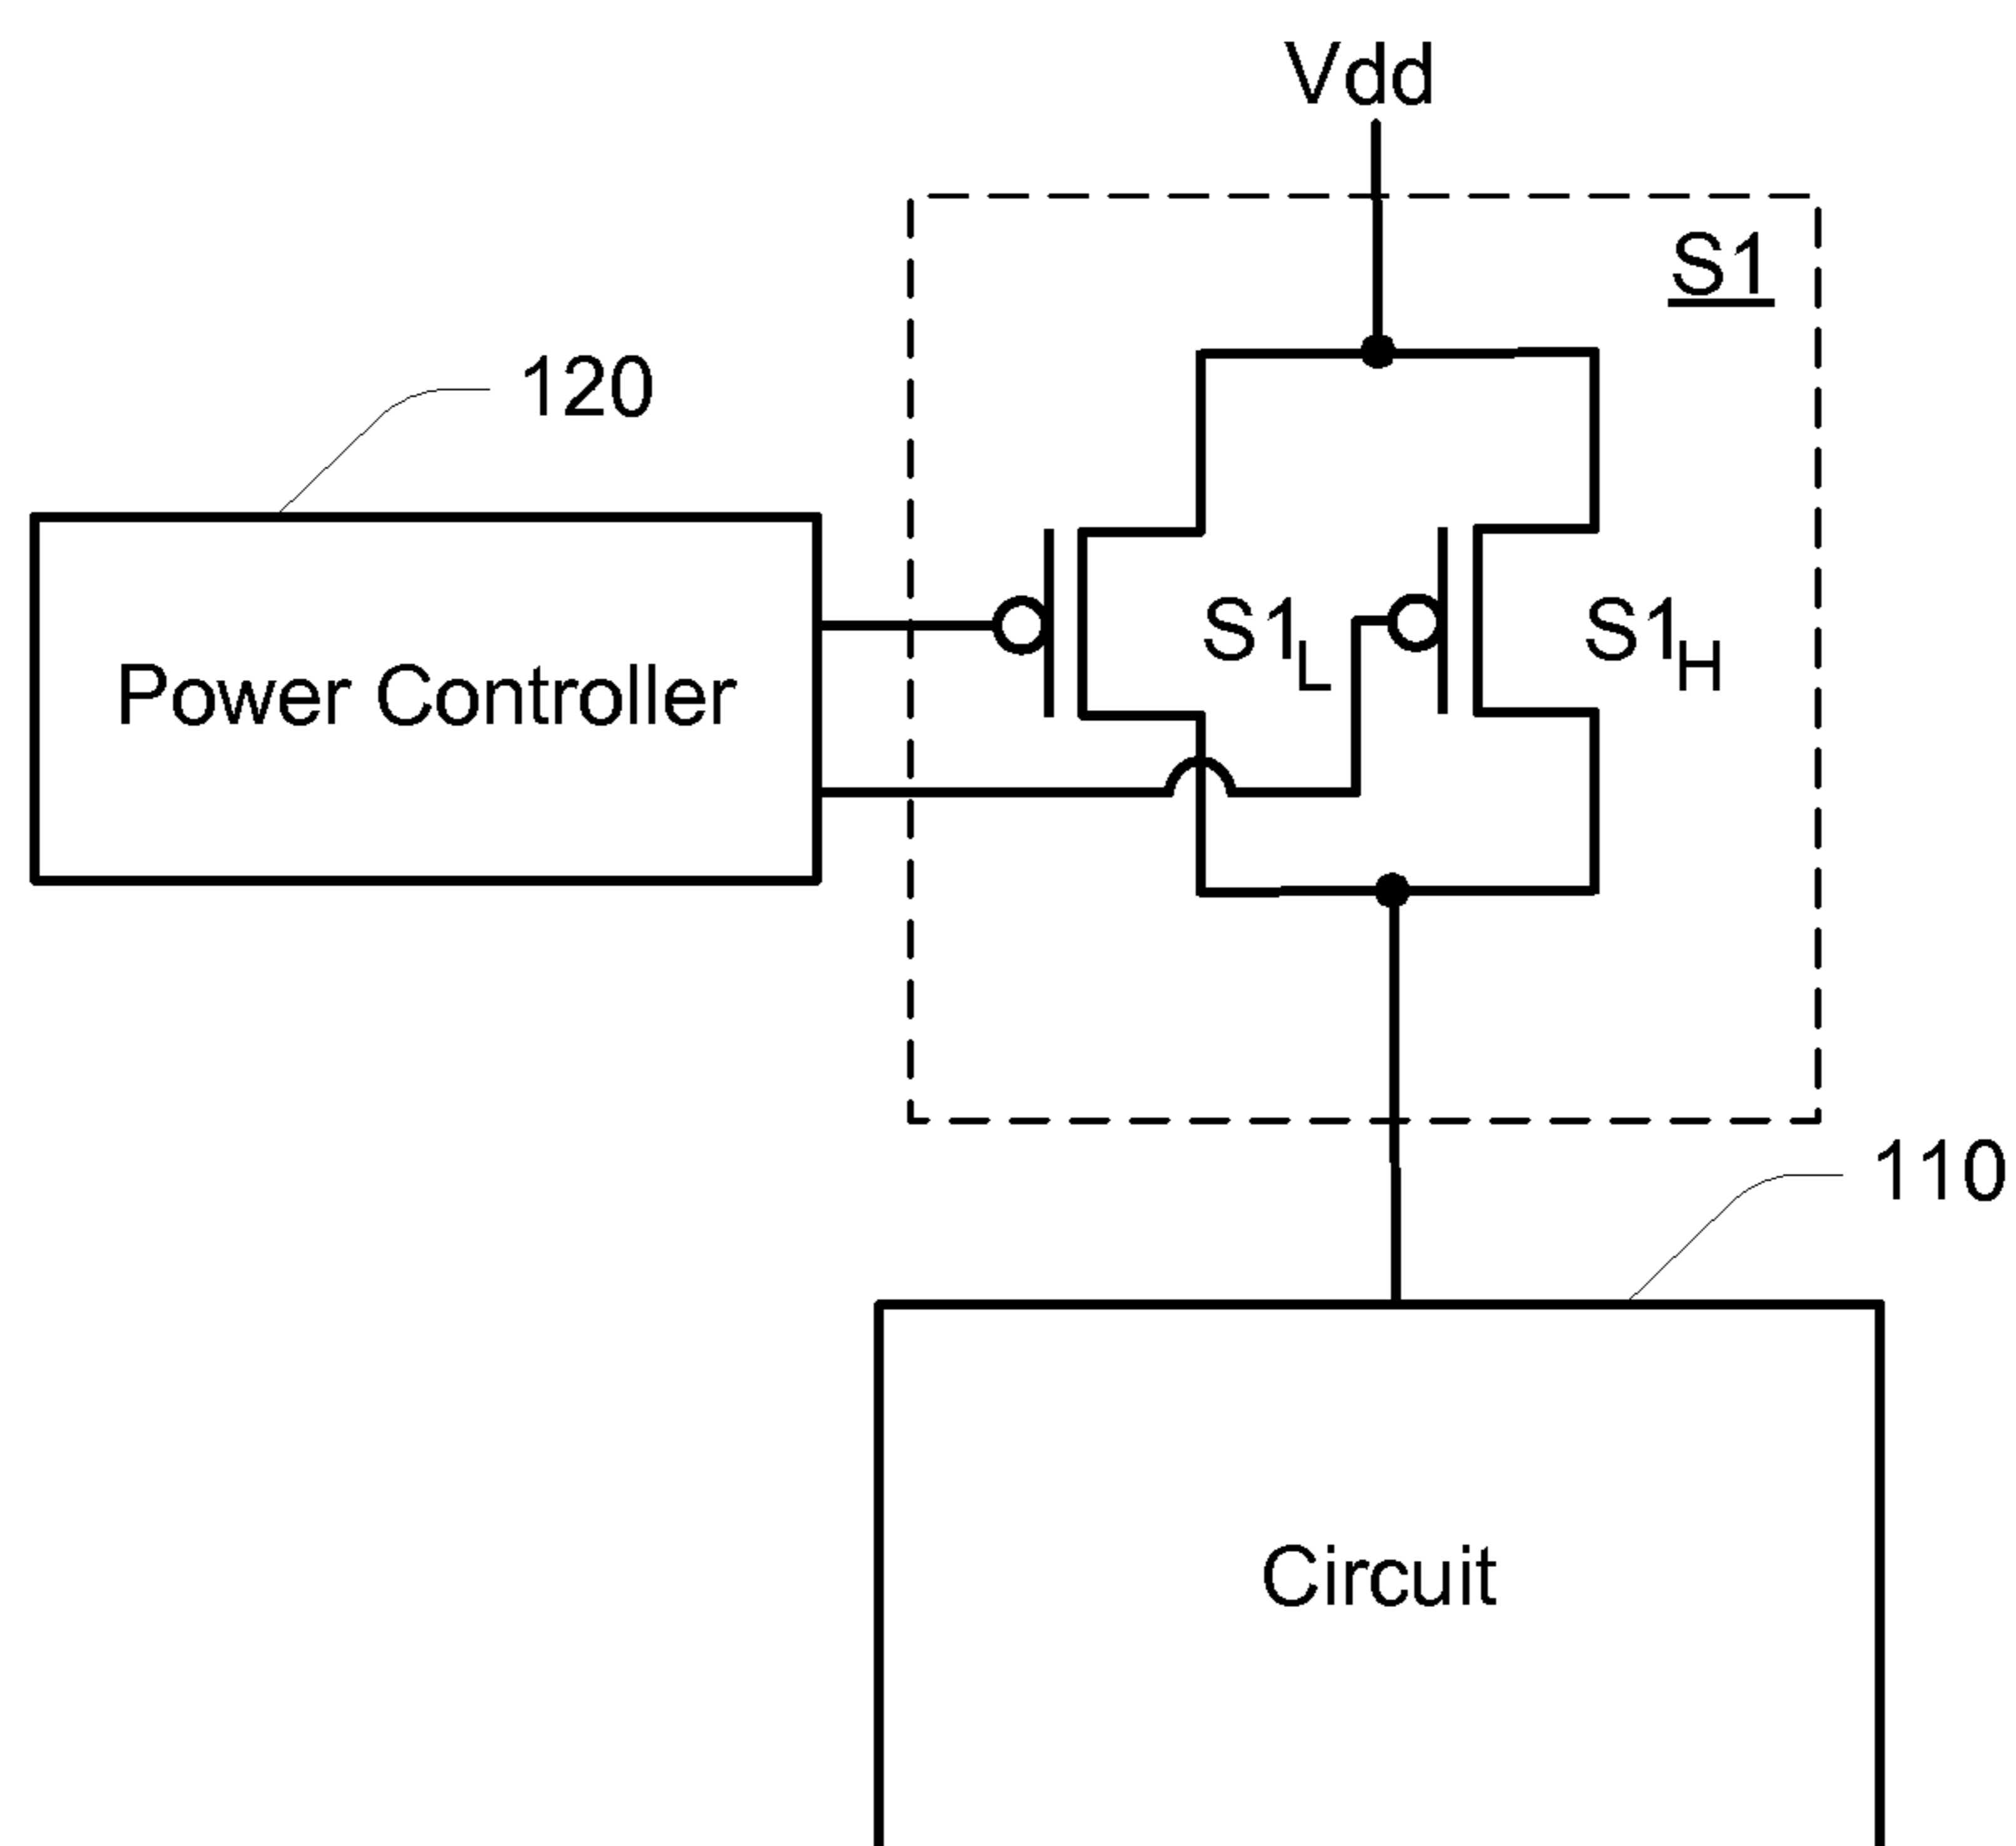 Vdd
S1
120
Power Controller
S1L
S1H
110
Circuit